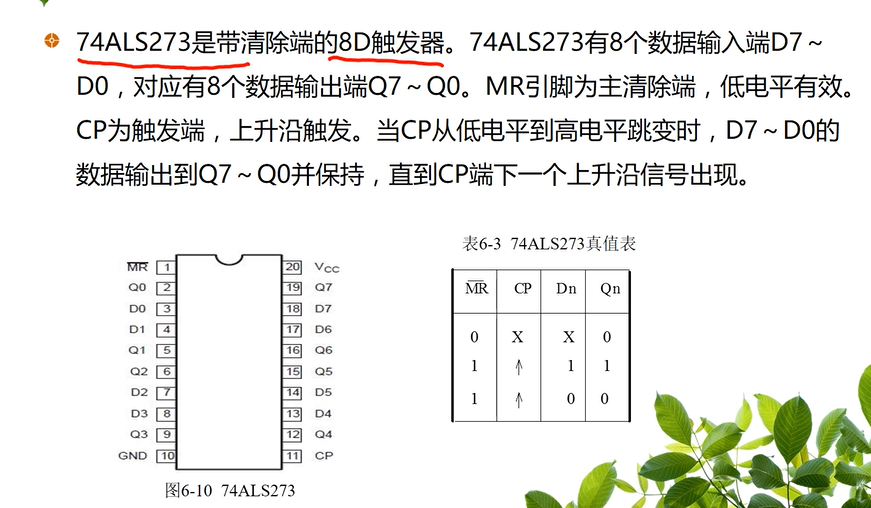 74ALS273是带清除端的8D触发器。74ALS273有8个数据输入端D7～
D0，对应有8个数据输出端Q7～Q0。MR引脚为主清除端，低电平有效。
CP为触发端，上升沿触发。当CP从低电平到高电平跳变时，D7～D0的
数据输出到Q7～Q0并保持，直到CP端下一个上升沿信号出现。
M̅R̅ 1 20 VCC
Q0 2 19 Q7
D0 3 18 D7
D1 4 17 D6
Q1 5 16 Q6
Q2 6 15 Q5
D2 7 14 D5
D3 8 13 D4
Q3 9 12 Q4
GND 10 11 CP
图6-10 74ALS273
表6-3 74ALS273真值表
M̅R̅ CP Dn Qn
0 X X 0
1 ↑ 1 1
1 ↑ 0 0